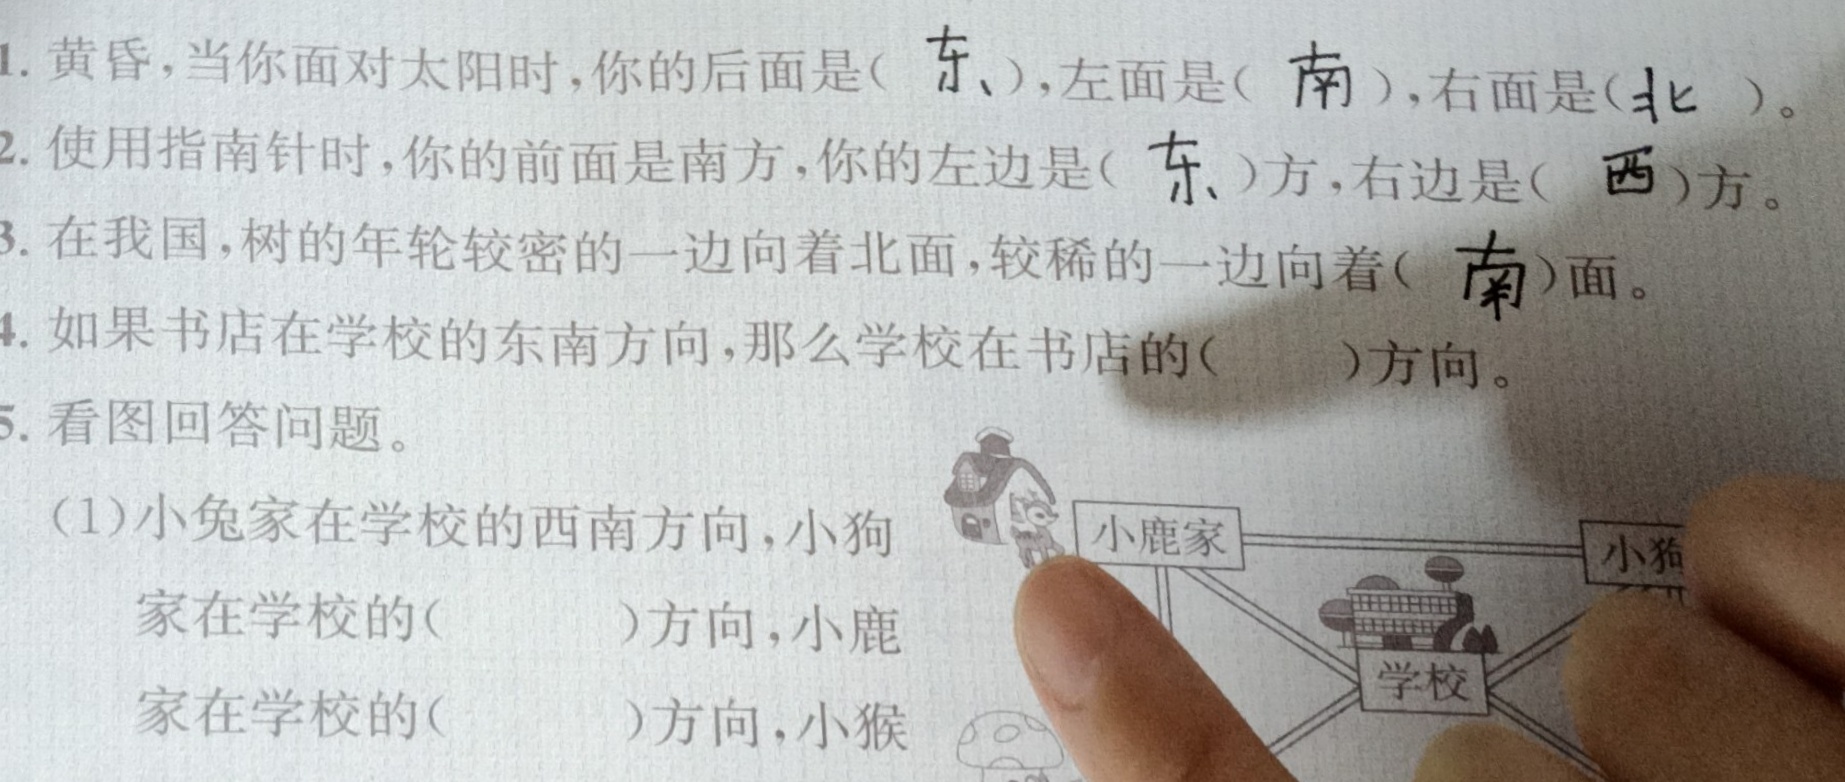 1. 黄昏,当你面对太阳时,你的后面是( 东 ),左面是( 南 ),右面是( 北 )。
2. 使用指南针时,你的前面是南方,你的左边是( 东 )方,右边是( 西 )方。
3. 在我国,树的年轮较密的一边向着北面,较稀的一边向着( 南 )面。
4. 如果书店在学校的东南方向,那么学校在书店的( )方向。
5. 看图回答问题。
(1)小兔家在学校的西南方向,小狗
家在学校的( )方向,小鹿
家在学校的( )方向,小猴
小鹿家
小狗
学校